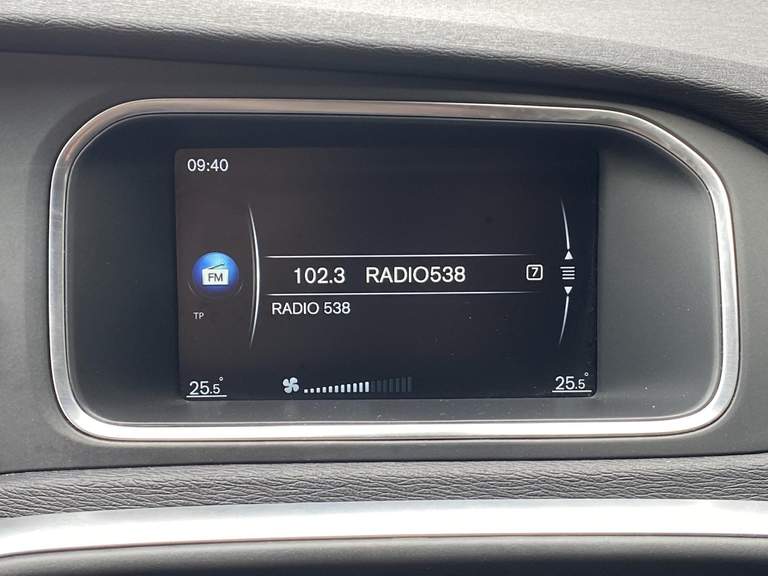 09:40
FM
102.3 RADIO538 7
RADIO 538
TP
25.5° 25.5°